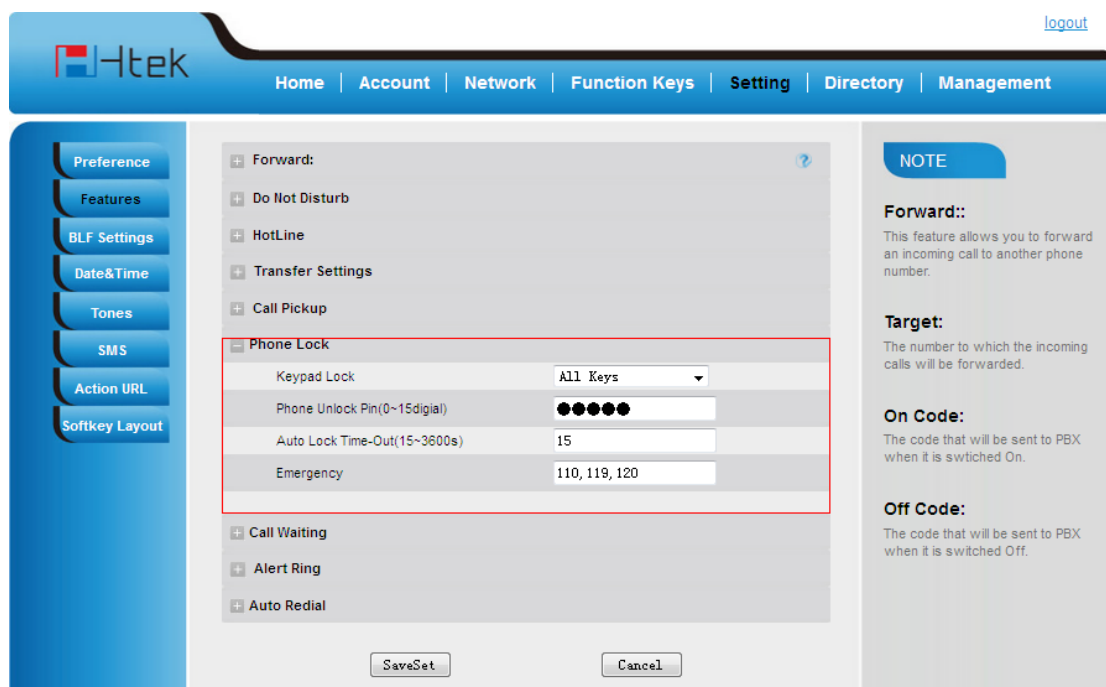 logout
Htek
Home | Account | Network | Function Keys | Setting | Directory | Management
Preference
Features
BLF Settings
Date&Time
Tones
SMS
Action URL
Softkey Layout
Forward:
Do Not Disturb
HotLine
Transfer Settings
Call Pickup
Phone Lock
Keypad Lock All Keys
Phone Unlock Pin(0~15digial)
Auto Lock Time-Out(15~3600s) 15
Emergency 110, 119, 120
Call Waiting
Alert Ring
Auto Redial
SaveSet Cancel
NOTE
Forward::
This feature allows you to forward
an incoming call to another phone
number.
Target:
The number to which the incoming
calls will be forwarded.
On Code:
The code that will be sent to PBX
when it is swtiched On.
Off Code:
The code that will be sent to PBX
when it is switched Off.